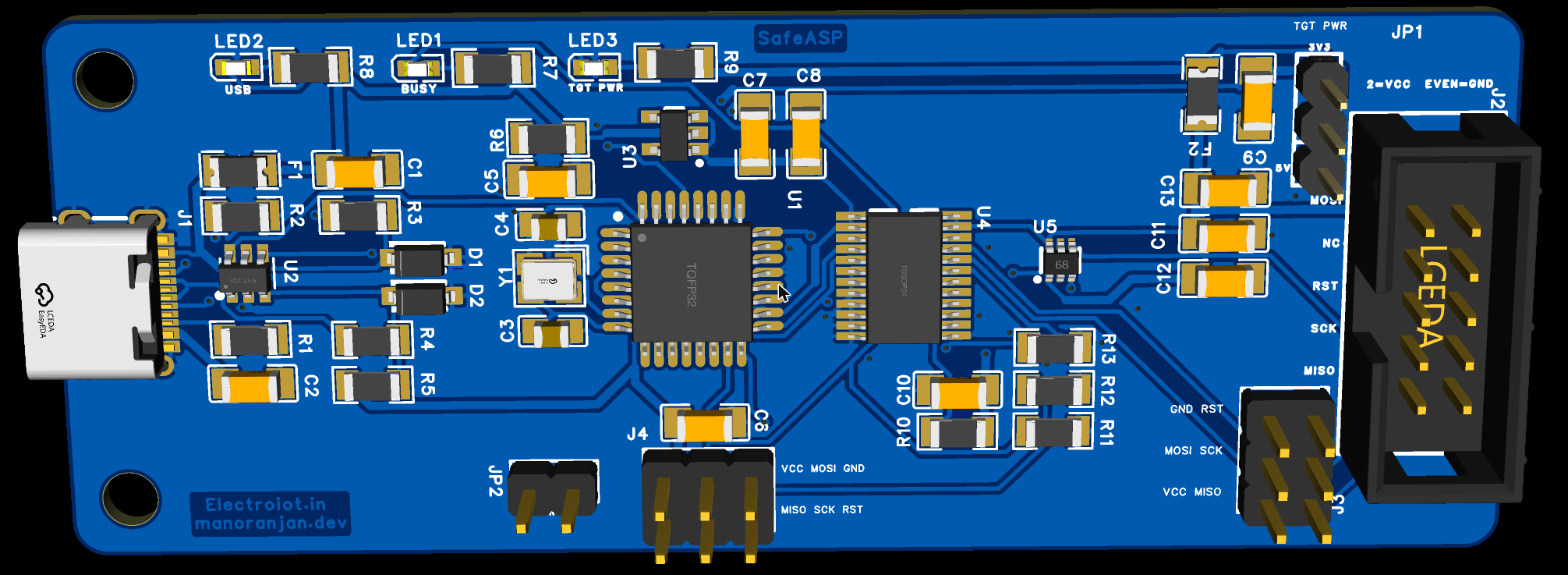 SafeASP
TGT PWR
JP1
3V3
LED2
LED1
LED3
R8
R7
R9
USB
BUSY
TGT PWR
C7
C8
2=VCC EVEN=GND
J2
R6
U3
F2
C9
5V
F1
C1
C5
U1
C13
MOSI
J1
R2
R3
C4
U4
U5
C11
NC
U2
D1
Y1
TQFP32
68
C12
RST
D2
LCEDA
EasyEDA
LCEDA
SCK
R1
R4
C3
R13
MISO
C2
R5
C10
R12
GND RST
C6
R10
R11
J4
MOSI SCK
JP2
VCC MOSI GND
VCC MISO
MISO SCK RST
J3
Electroiot.in
manoranjan.dev